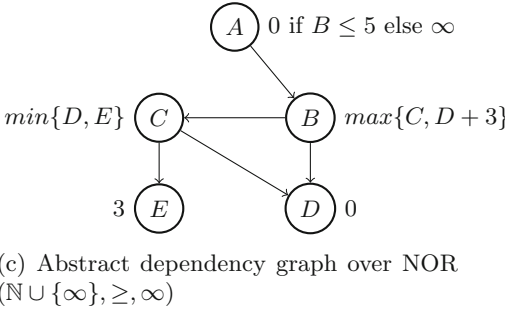 A 0 if B ≤ 5 else ∞
min{D, E} C B max{C, D + 3}
3 E D 0
(c) Abstract dependency graph over NOR
(ℕ ∪ {∞}, ≥, ∞)